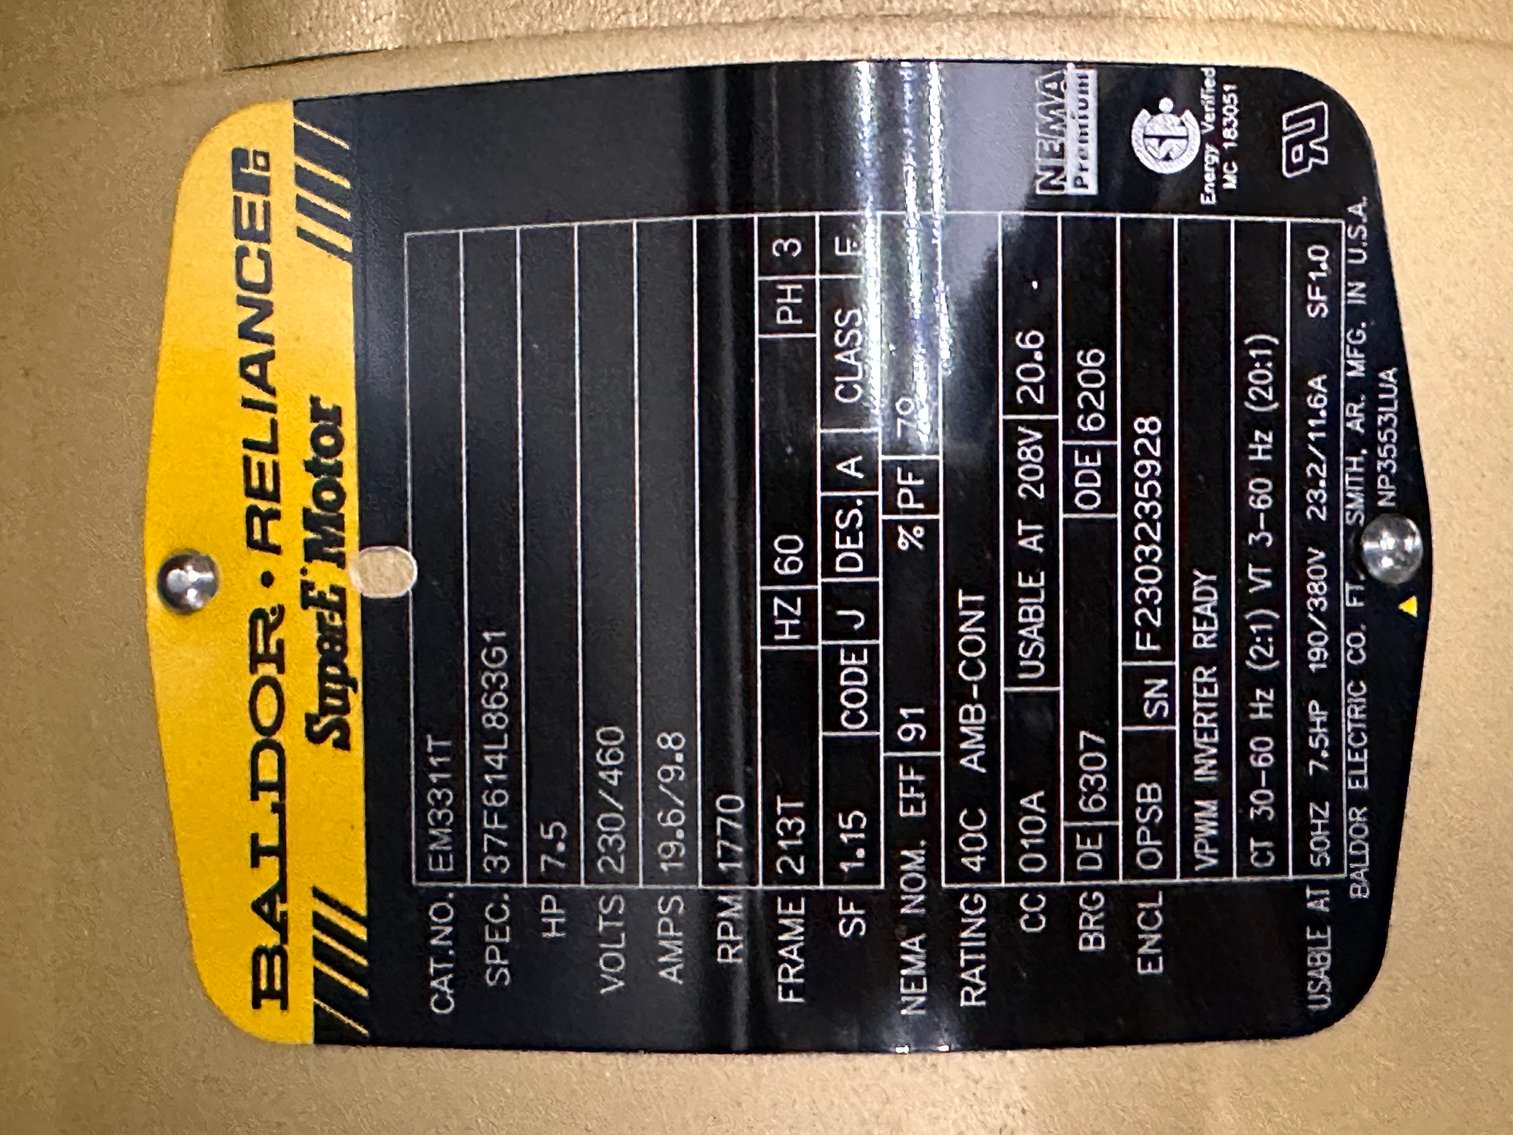 BALDOR · RELIANCER
SuperE Motor
CAT.NO. EM3311T
SPEC. 37F614L863G1
HP 7.5
VOLTS 230/460
AMPS 19.6/9.8
RPM 1770
FRAME 213T HZ 60 PH 3
SF 1.15 CODE J DES. A CLASS F
NEMA NOM. EFF 91 % PF
RATING 40C AMB-CONT
CC 010A USABLE AT 208V 20.6
BRG DE 6307 ODE 6206
ENCL OPSB SN F2303235928
VPWM INVERTER READY
CT 30-60 Hz (2:1) VT 3-60 Hz (20:1)
USABLE AT 50HZ 7.5HP 190/380V 23.2/11.6A SF1.0
BALDOR ELECTRIC CO. FT. SMITH, AR. MFG. IN U.S.A.
NP3553LUA
NEMA
Premium
Energy Verified
MC 183051